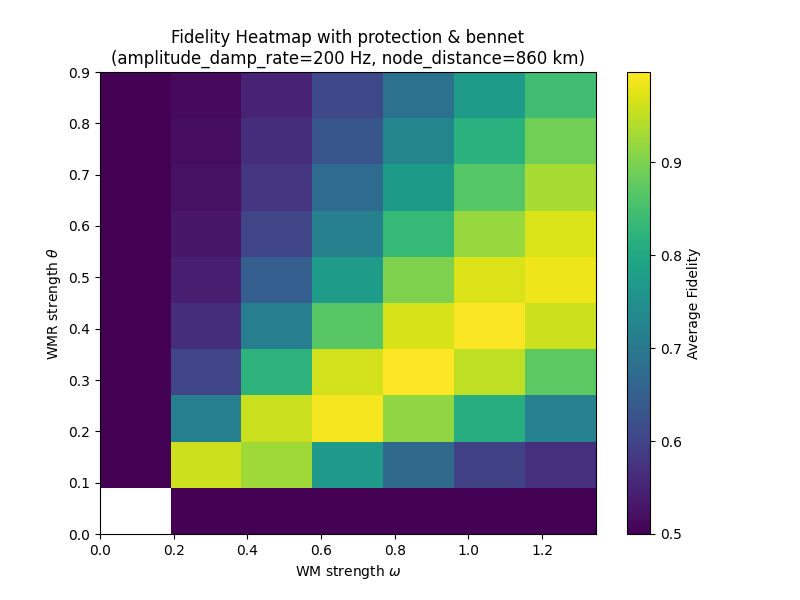 Fidelity Heatmap with protection & bennet
(amplitude_damp_rate=200 Hz, node_distance=860 km)
0.9
0.8
0.7
0.6
0.5
0.4
0.3
0.2
0.1
0.0
WMR strength θ
0.0 0.2 0.4 0.6 0.8 1.0 1.2
WM strength ω
0.9
0.8
0.7
0.6
0.5
Average Fidelity